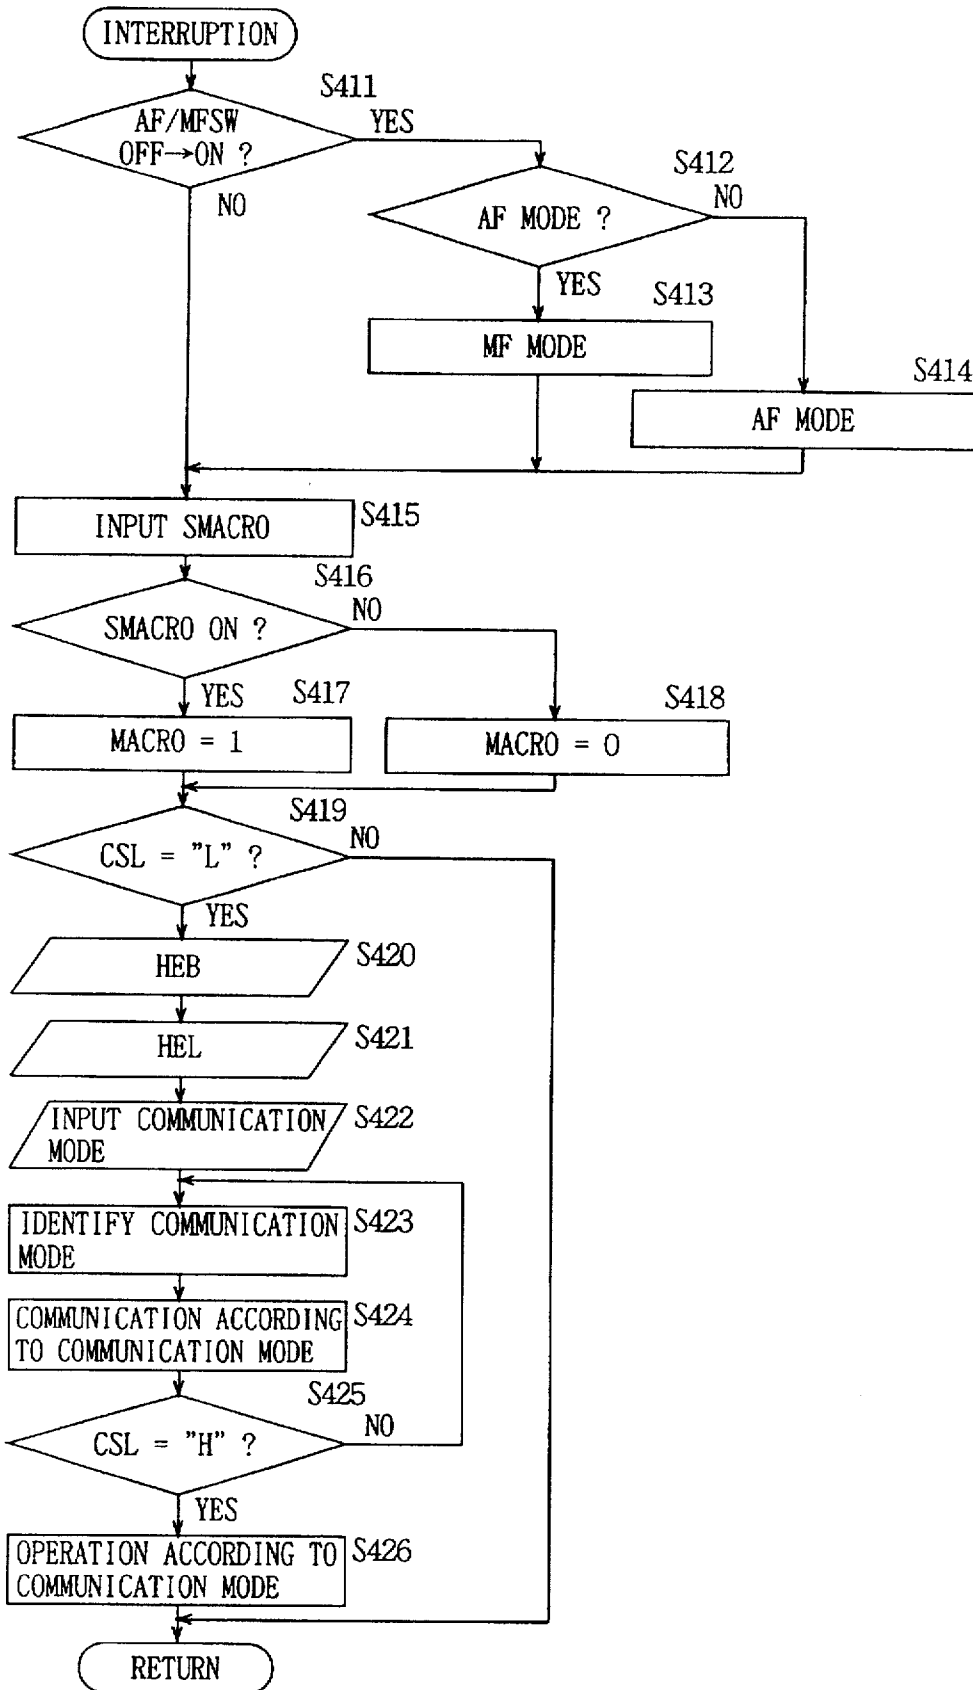 INTERRUPTION
S411
AF/MFSW
OFF→ON ?
YES
NO
S412
AF MODE ?
NO
YES
S413
MF MODE
S414
AF MODE
INPUT SMACRO
S415
S416
SMACRO ON ?
NO
YES
S417
MACRO = 1
S418
MACRO = 0
S419
CSL = "L" ?
NO
YES
HEB
S420
HEL
S421
INPUT COMMUNICATION
MODE
S422
IDENTIFY COMMUNICATION
MODE
S423
COMMUNICATION ACCORDING
TO COMMUNICATION MODE
S424
S425
CSL = "H" ?
NO
YES
OPERATION ACCORDING TO
COMMUNICATION MODE
S426
RETURN